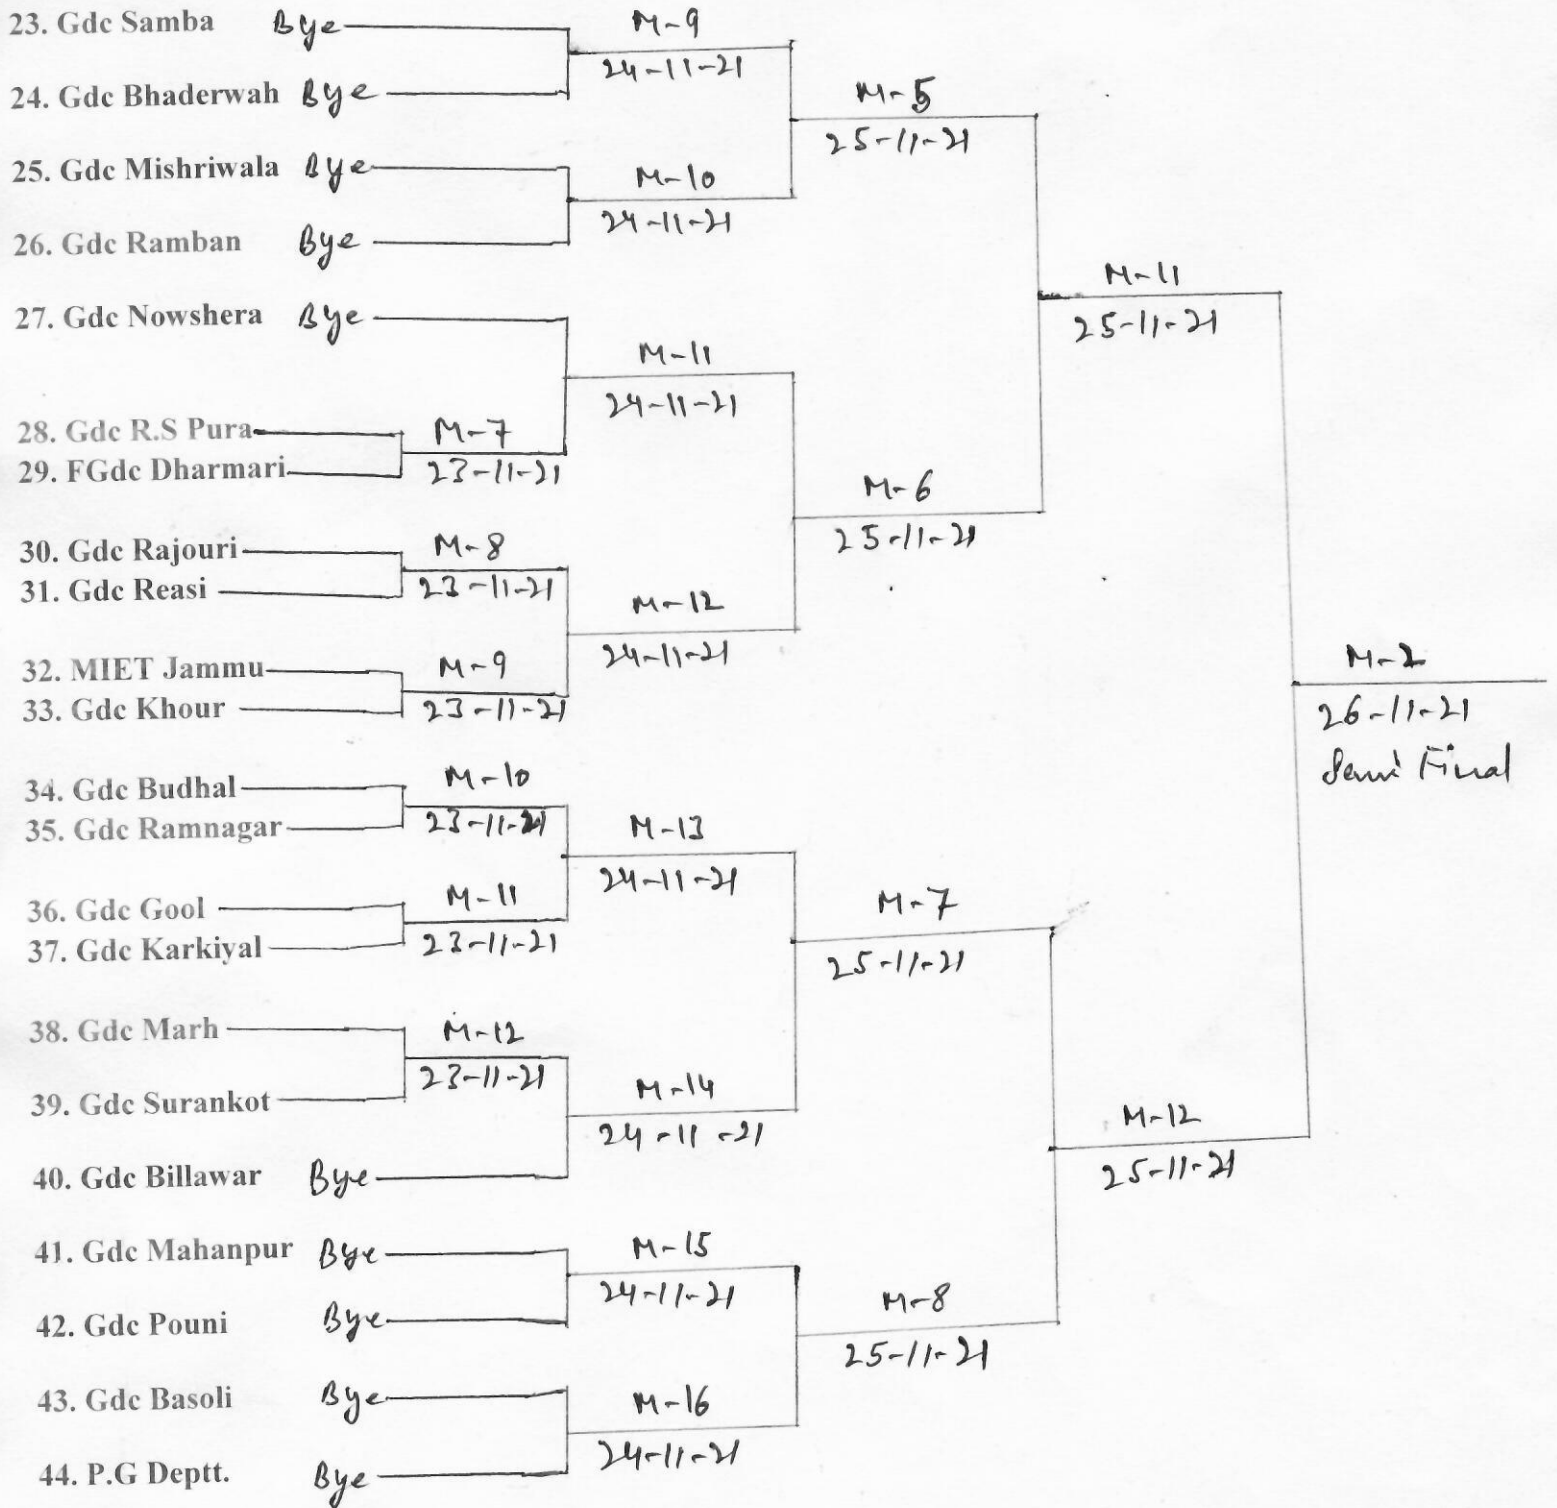 23. Gdc Samba Bye
M-9
24-11-21
24. Gdc Bhaderwah Bye
M-5
25-11-21
25. Gdc Mishriwala Bye
M-10
24-11-21
26. Gdc Ramban Bye
M-11
25-11-21
27. Gdc Nowshera Bye
M-11
24-11-21
28. Gdc R.S Pura
M-7
29. FGdc Dharmari
23-11-21
M-6
25-11-21
30. Gdc Rajouri
M-8
31. Gdc Reasi
23-11-21
M-12
24-11-21
32. MIET Jammu
M-9
33. Gdc Khour
23-11-21
M-2
26-11-21
Semi Final
34. Gdc Budhal
M-10
35. Gdc Ramnagar
23-11-21
M-13
24-11-21
36. Gdc Gool
M-11
37. Gdc Karkiyal
23-11-21
M-7
25-11-21
38. Gdc Marh
M-12
23-11-21
39. Gdc Surankot
M-14
24-11-21
M-12
25-11-21
40. Gdc Billawar Bye
41. Gdc Mahanpur Bye
M-15
24-11-21
42. Gdc Pouni Bye
M-8
25-11-21
43. Gdc Basoli Bye
M-16
24-11-21
44. P.G Deptt. Bye